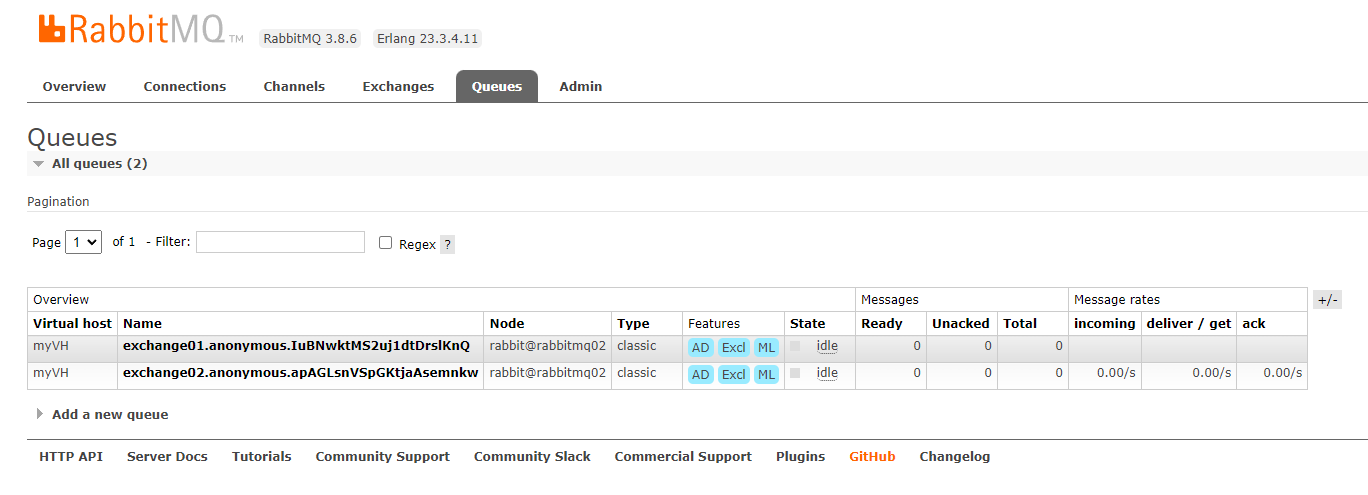 RabbitMQ TM RabbitMQ 3.8.6 Erlang 23.3.4.11
Overview Connections Channels Exchanges Queues Admin
Queues
All queues (2)
Pagination
Page 1 of 1 - Filter: Regex ?
Overview Messages Message rates +/-
Virtual host Name Node Type Features State Ready Unacked Total incoming deliver / get ack
myVH exchange01.anonymous.IuBNwktMS2uj1dtDrslKnQ rabbit@rabbitmq02 classic AD Excl ML idle 0 0 0
myVH exchange02.anonymous.apAGLsnVSpGKtjaAsemnkw rabbit@rabbitmq02 classic AD Excl ML idle 0 0 0 0.00/s 0.00/s 0.00/s
Add a new queue
HTTP API Server Docs Tutorials Community Support Community Slack Commercial Support Plugins GitHub Changelog